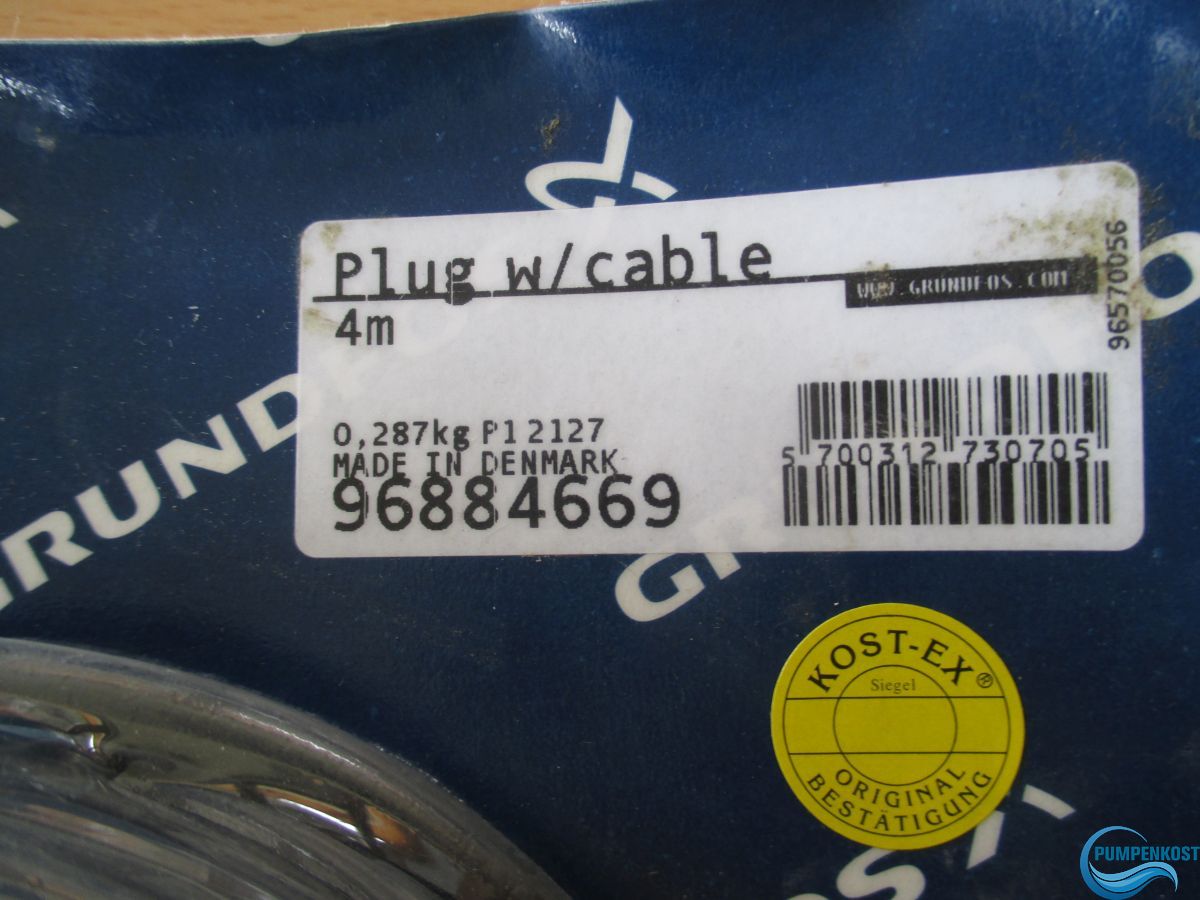 Plug w/cable
WWW.GRUNDFOS.COM
4m
96570056
0,287kg P1 2127
MADE IN DENMARK
96884669
5 700312 730705
GRUNDFOS
GR
KOST-EX®
Siegel
ORIGINAL
BESTÄTIGUNG
PUMPENKOST